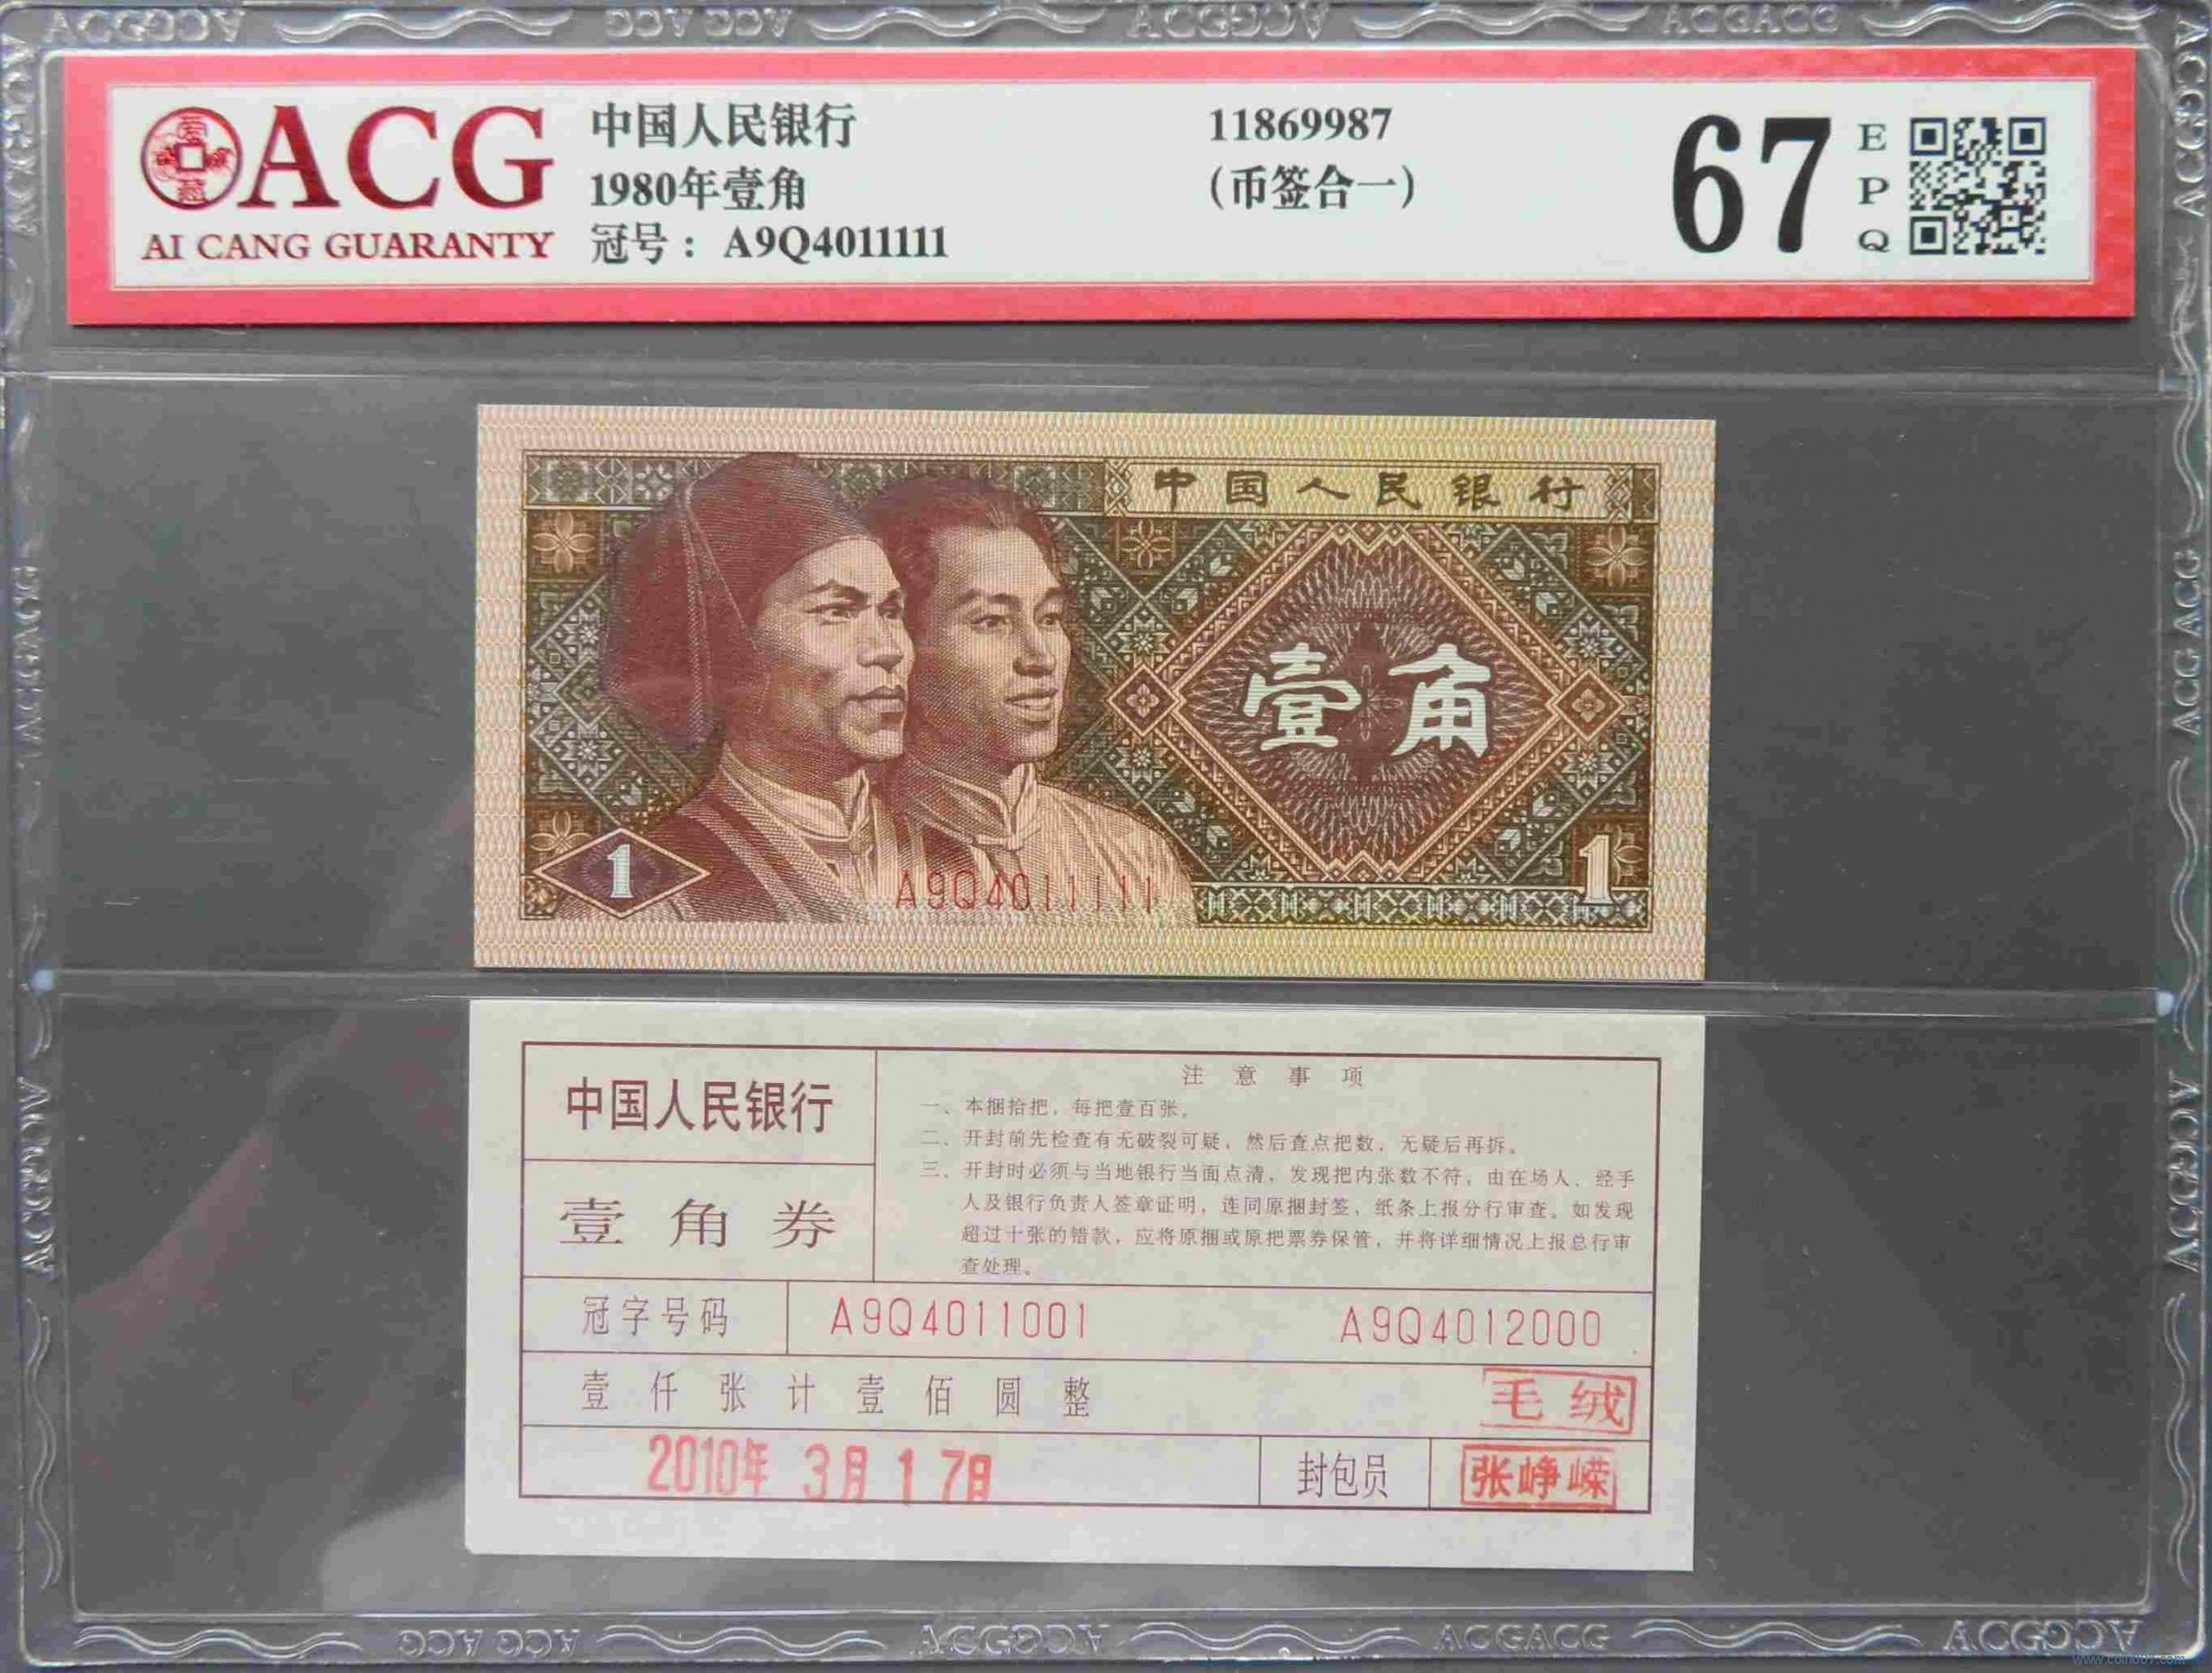 ACG
AI CANG GUARANTY
中国人民银行
1980年壹角
冠号：A9Q4011111
11869987
（币签合一）
67
EPQ
中国人民银行
壹角
1
A9Q4011111
1
中国人民银行
壹角券
注意事项
一、本捆拾把，每把壹百张。
二、开封前先检查有无破裂可疑，然后查点把数，无疑后再拆。
三、开封时必须与当地银行当面点清，发现把内张数不符，由在场人、经手
人及银行负责人签章证明，连同原捆封签，纸条上报分行审查。如发现
超过十张的错款，应将原捆或原把票券保管，并将详细情况上报总行审
查处理。
冠字号码 A9Q4011001 A9Q4012000
壹仟张计壹佰圆整 毛绒
2010年 3月17日 封包员 张峥嵘
www.coin007.com